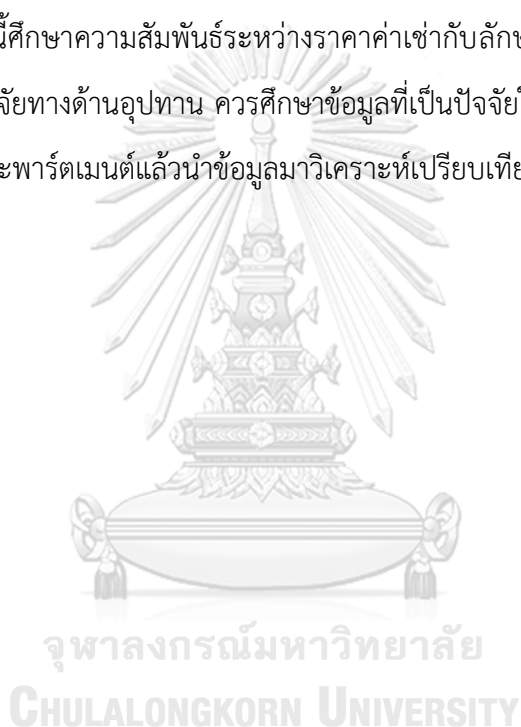 นี้ศึกษาความสัมพันธ์ระหว่างราคาค่าเช่ากับลักษ
จัยทางด้านอุปทาน ควรศึกษาข้อมูลที่เป็นปัจจัยใ
ะพาร์ตเมนต์แล้วนำข้อมูลมาวิเคราะห์เปรียบเทีย
จุฬาลงกรณ์มหาวิทยาลัย
CHULALONGKORN UNIVERSITY